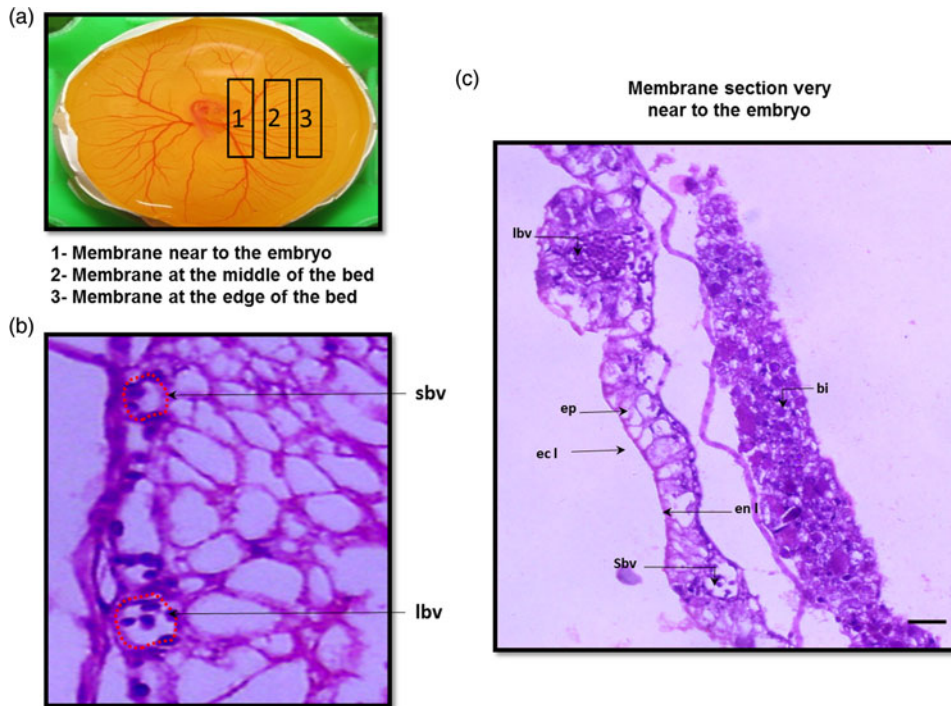 (a)
1
2
3
1- Membrane near to the embryo
2- Membrane at the middle of the bed
3- Membrane at the edge of the bed
(b)
sbv
lbv
(c)
Membrane section very
near to the embryo
lbv
bi
ep
ec l
en l
Sbv